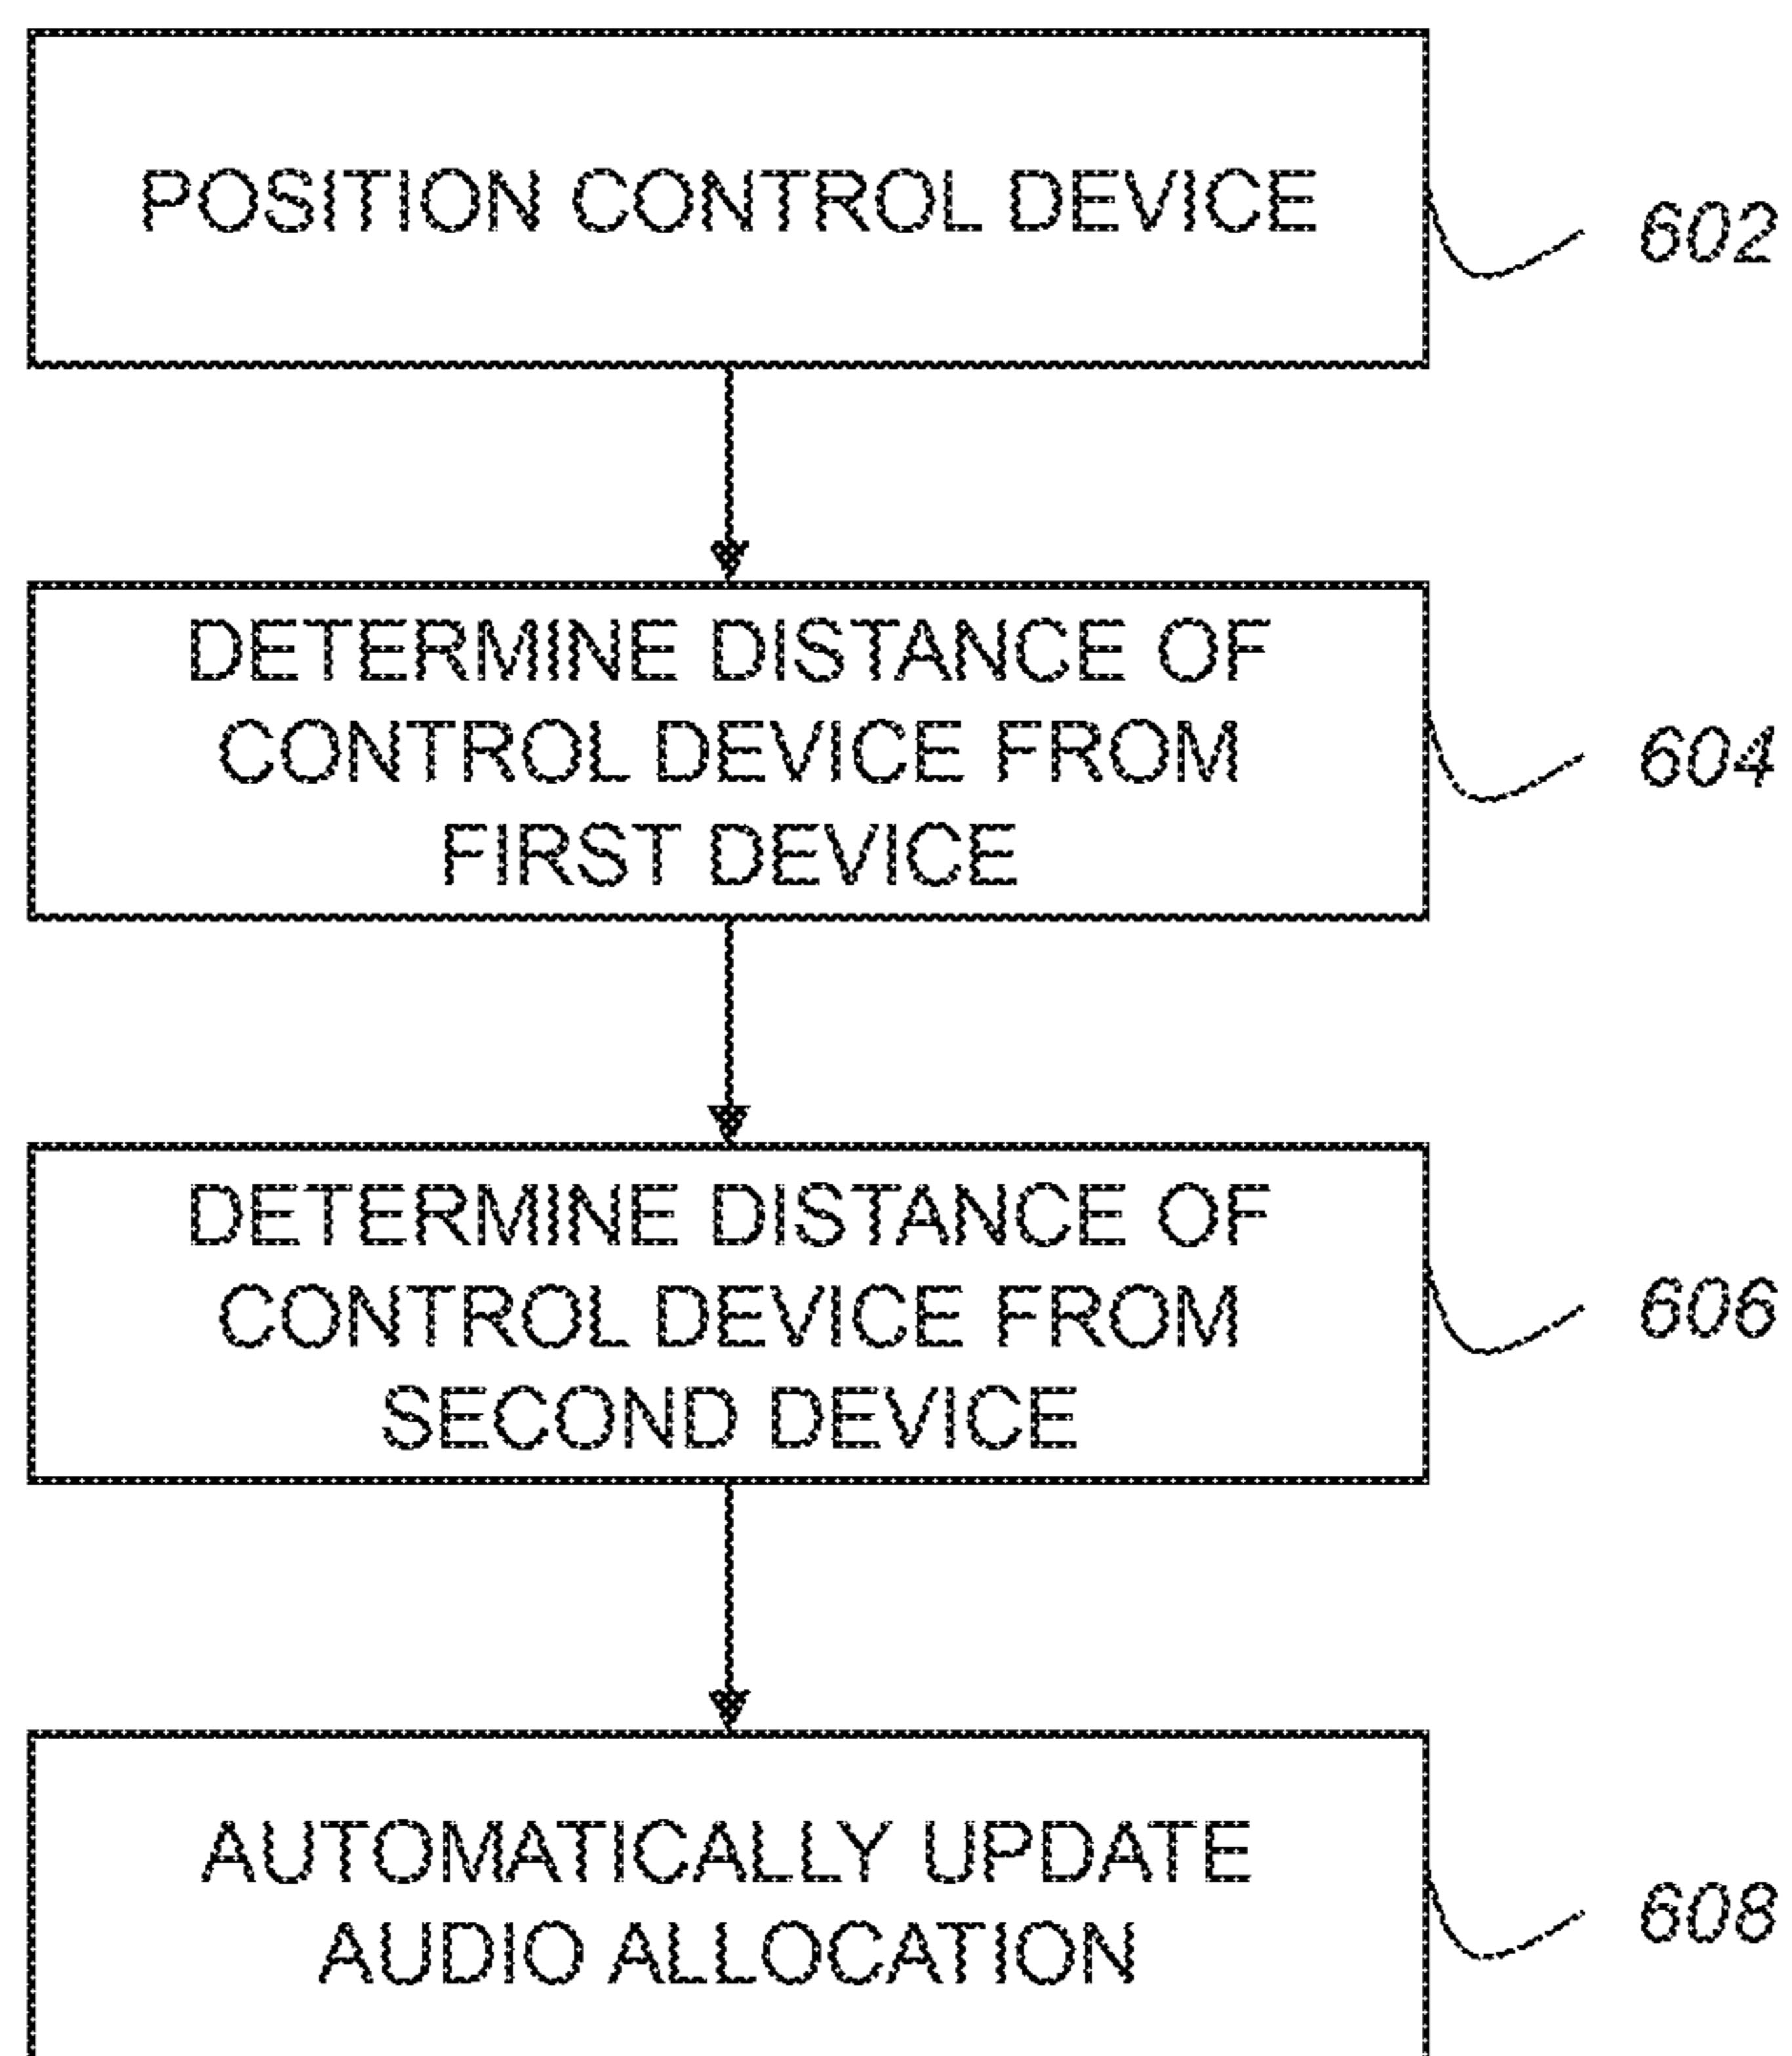 POSITION CONTROL DEVICE
602
DETERMINE DISTANCE OF
CONTROL DEVICE FROM
FIRST DEVICE
604
DETERMINE DISTANCE OF
CONTROL DEVICE FROM
SECOND DEVICE
606
AUTOMATICALLY UPDATE
AUDIO ALLOCATION
608